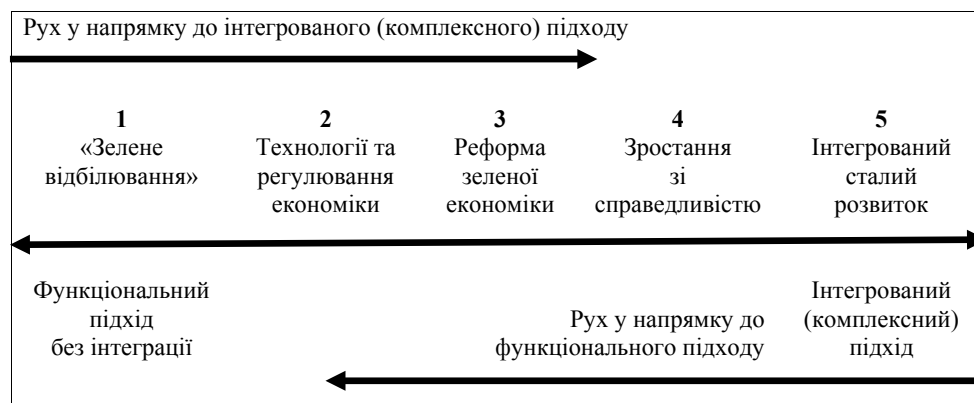 Рух у напрямку до інтегрованого (комплексного) підходу
1
«Зелене
відбілювання»
2
Технології та
регулювання
економіки
3
Реформа
зеленої
економіки
4
Зростання
зі
справедливістю
5
Інтегрований
сталий
розвиток
Функціональний
підхід
без інтеграції
Рух у напрямку до
функціонального підходу
Інтегрований
(комплексний)
підхід